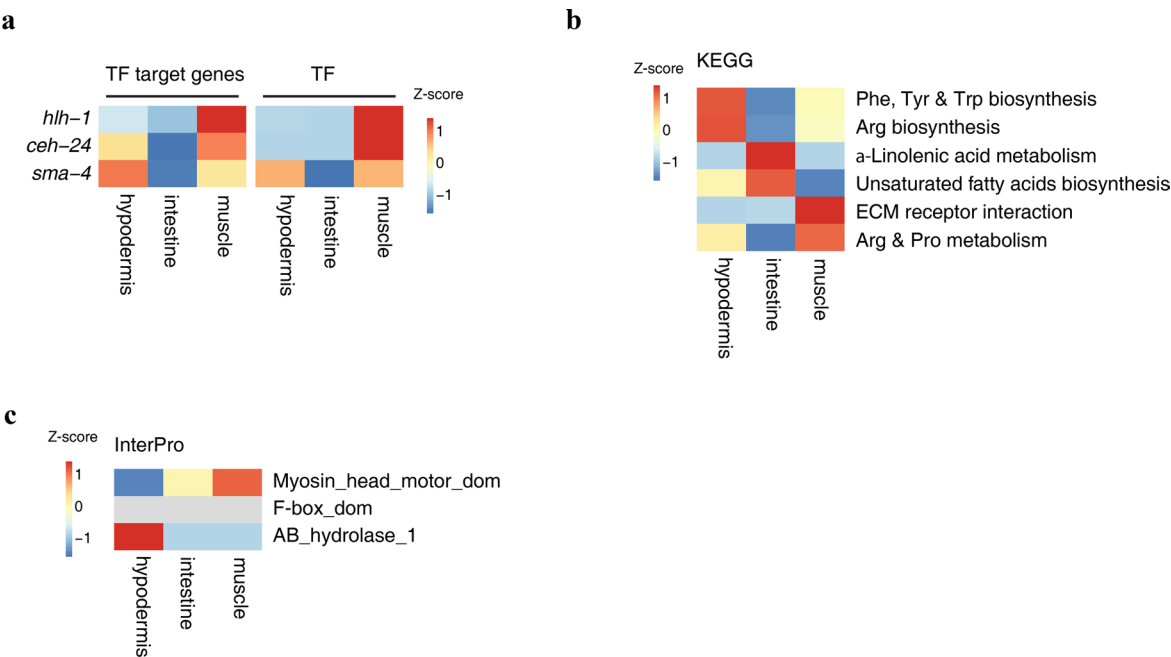 a
TF target genes
TF
Z-score
hlh−1
ceh−24
sma−4
1
0
−1
hypodermis
intestine
muscle
hypodermis
intestine
muscle
b
KEGG
Z-score
1
0
−1
Phe, Tyr & Trp biosynthesis
Arg biosynthesis
a-Linolenic acid metabolism
Unsaturated fatty acids biosynthesis
ECM receptor interaction
Arg & Pro metabolism
hypodermis
intestine
muscle
c
Z-score
InterPro
1
0
−1
Myosin_head_motor_dom
F-box_dom
AB_hydrolase_1
hypodermis
intestine
muscle